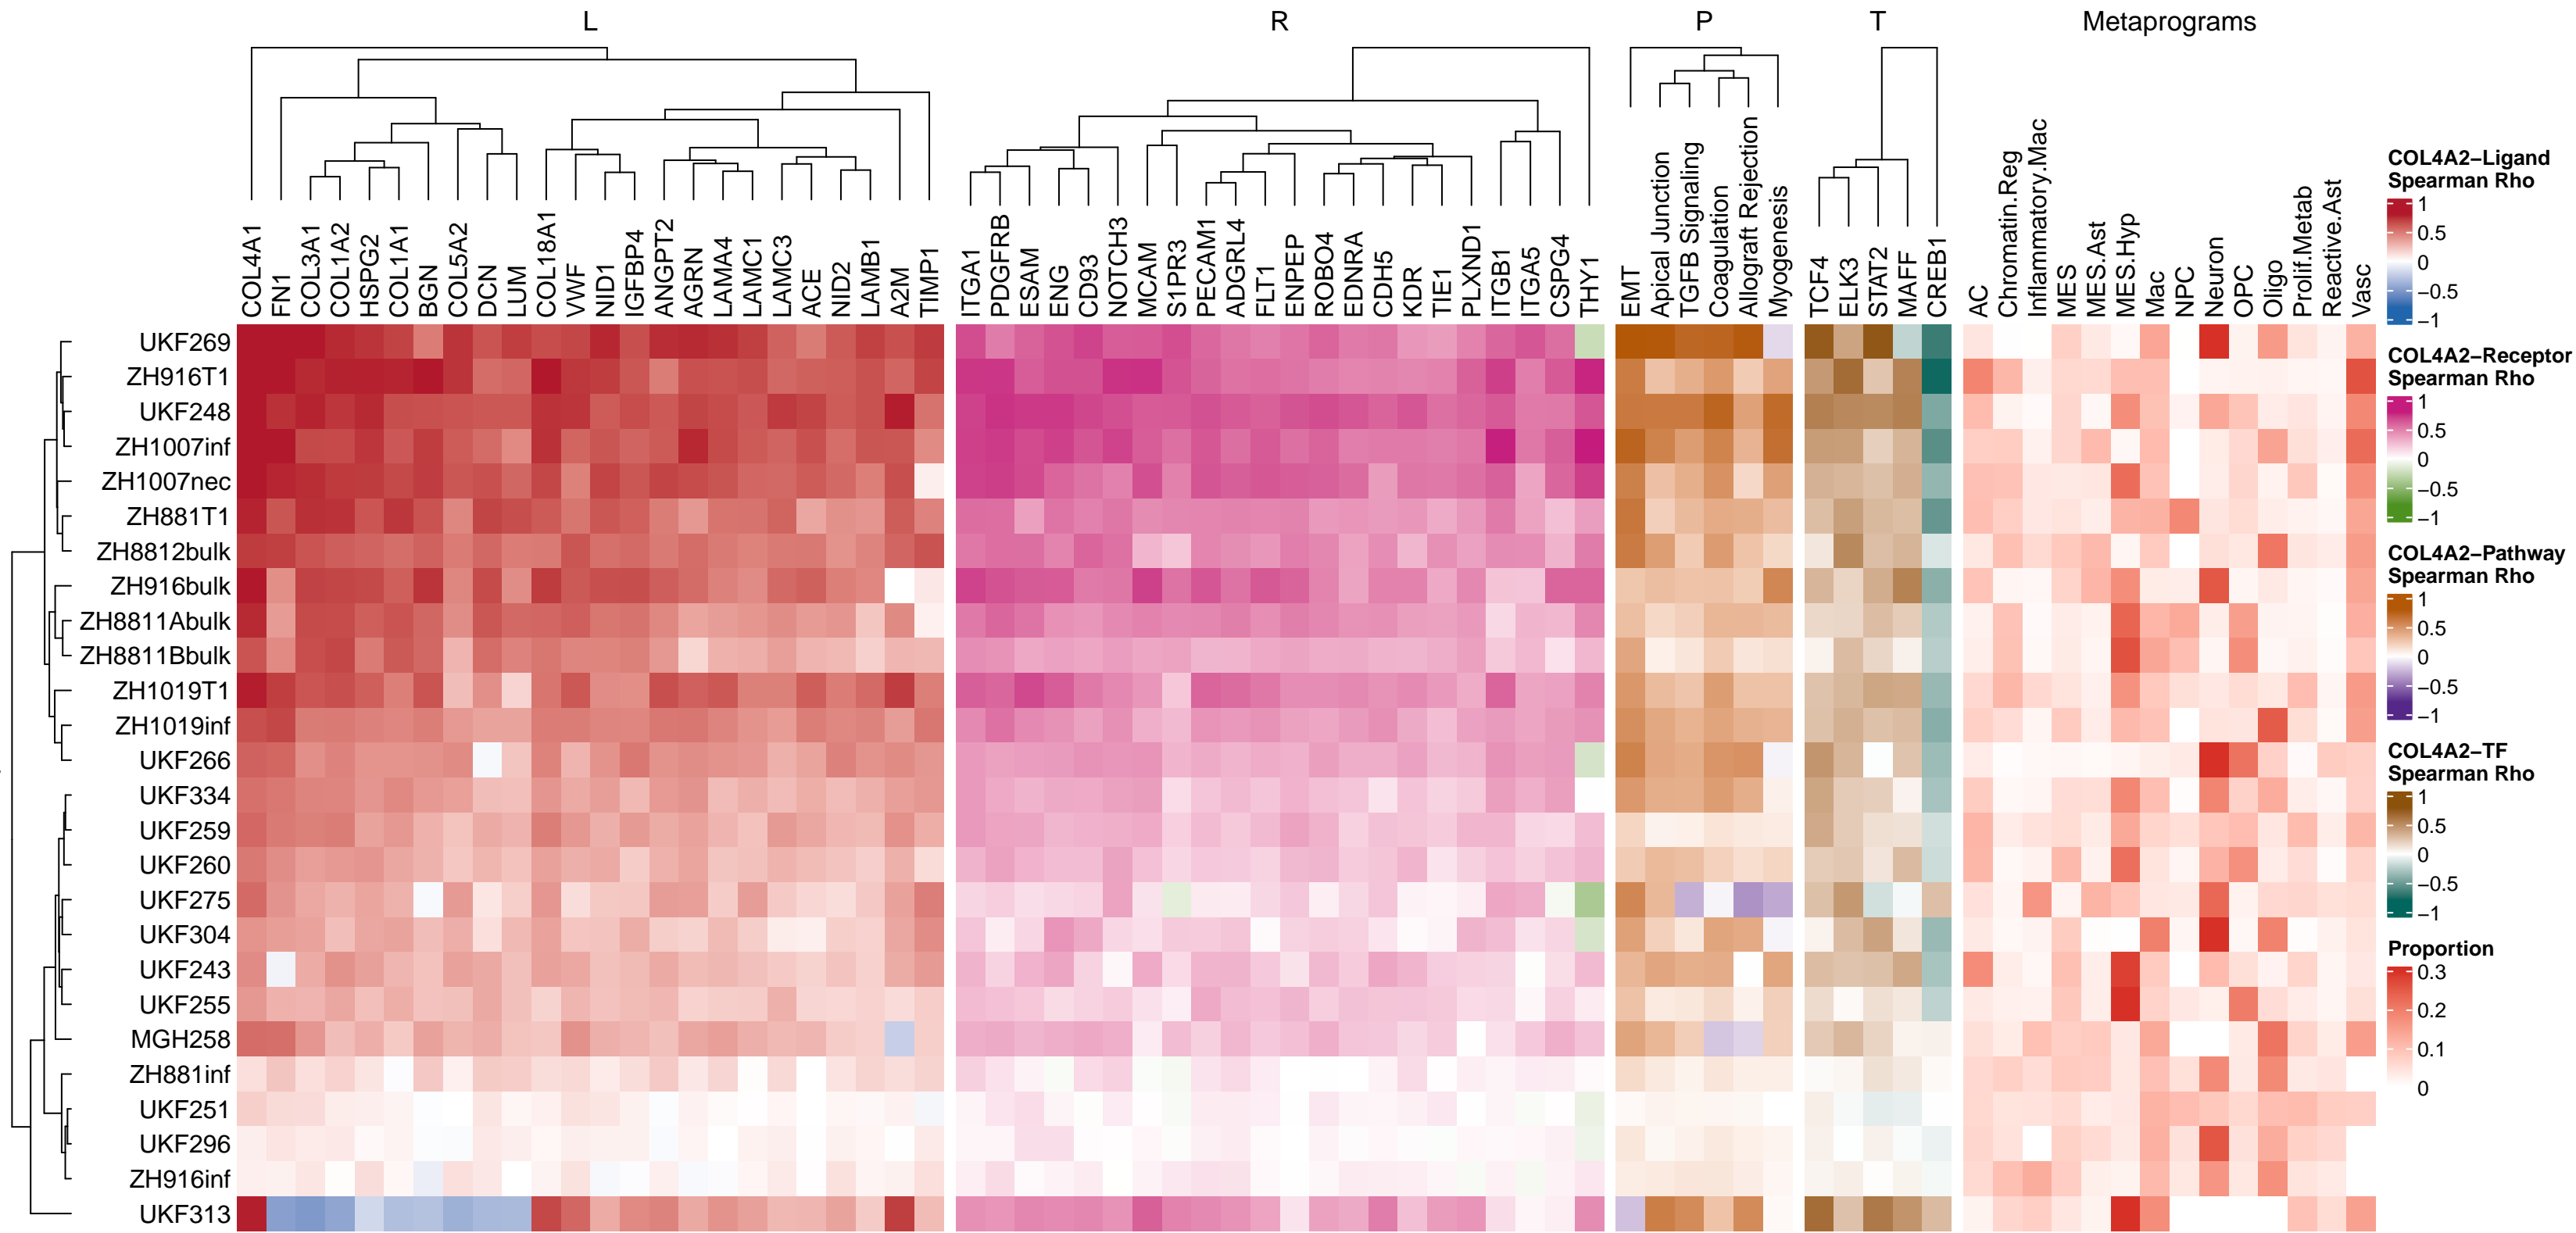 L
R
P
T
Metaprograms
COL4A1
FN1
COL3A1
COL1A2
HSPG2
COL1A1
BGN
COL5A2
DCN
LUM
COL18A1
VWF
NID1
IGFBP4
ANGPT2
AGRN
LAMA4
LAMC1
LAMC3
ACE
NID2
LAMB1
A2M
TIMP1
ITGA1
PDGFRB
ESAM
ENG
CD93
NOTCH3
MCAM
S1PR3
PECAM1
ADGRL4
FLT1
ENPEP
ROBO4
EDNRA
CDH5
KDR
TIE1
PLXND1
ITGB1
ITGA5
CSPG4
THY1
EMT
Apical Junction
TGFB Signaling
Coagulation
Allograft Rejection
Myogenesis
TCF4
ELK3
STAT2
MAFF
CREB1
AC
Chromatin.Reg
Inflammatory.Mac
MES
MES.Ast
MES.Hyp
Mac
NPC
Neuron
OPC
Oligo
Prolif.Metab
Reactive.Ast
Vasc
UKF269
ZH916T1
UKF248
ZH1007inf
ZH1007nec
ZH881T1
ZH8812bulk
ZH916bulk
ZH8811Abulk
ZH8811Bbulk
ZH1019T1
ZH1019inf
UKF266
UKF334
UKF259
UKF260
UKF275
UKF304
UKF243
UKF255
MGH258
ZH881inf
UKF251
UKF296
ZH916inf
UKF313
COL4A2−Ligand
Spearman Rho
1
0.5
0
−0.5
−1
COL4A2−Receptor
Spearman Rho
1
0.5
0
−0.5
−1
COL4A2−Pathway
Spearman Rho
1
0.5
0
−0.5
−1
COL4A2−TF
Spearman Rho
1
0.5
0
−0.5
−1
Proportion
0.3
0.2
0.1
0